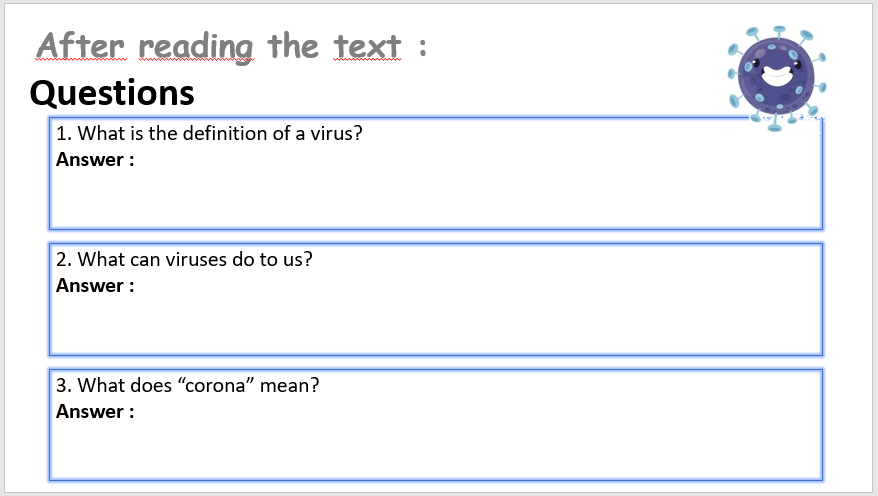 After reading the text :
Questions
1. What is the definition of a virus?
Answer :
2. What can viruses do to us?
Answer :
3. What does “corona” mean?
Answer :